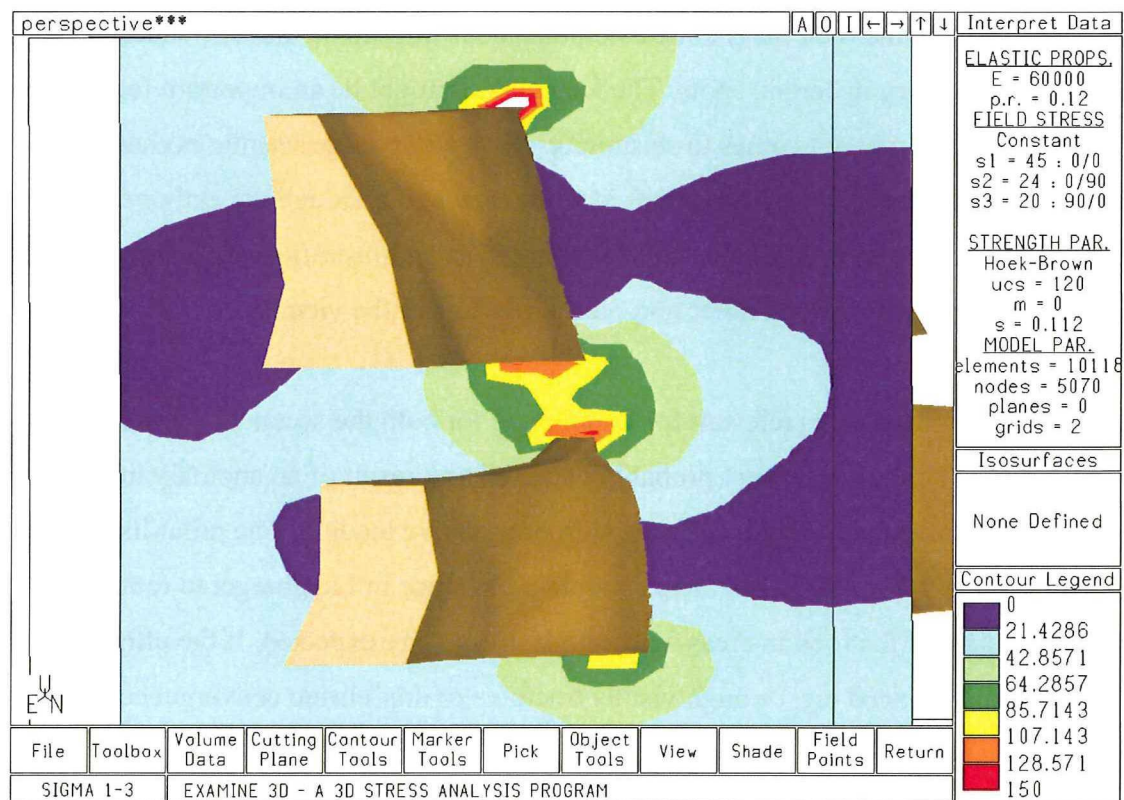 perspective***
A O I ← → ↑ ↓
Interpret Data
ELASTIC PROPS.
E = 60000
p.r. = 0.12
FIELD STRESS
Constant
s1 = 45 : 0/0
s2 = 24 : 0/90
s3 = 20 : 90/0
STRENGTH PAR.
Hoek-Brown
ucs = 120
m = 0
s = 0.112
MODEL PAR.
elements = 10118
nodes = 5070
planes = 0
grids = 2
Isosurfaces
None Defined
Contour Legend
0
21.4286
42.8571
64.2857
85.7143
107.143
128.571
150
U
E N
File
Toolbox
Volume
Data
Cutting
Plane
Contour
Tools
Marker
Tools
Pick
Object
Tools
View
Shade
Field
Points
Return
SIGMA 1-3
EXAMINE 3D - A 3D STRESS ANALYSIS PROGRAM